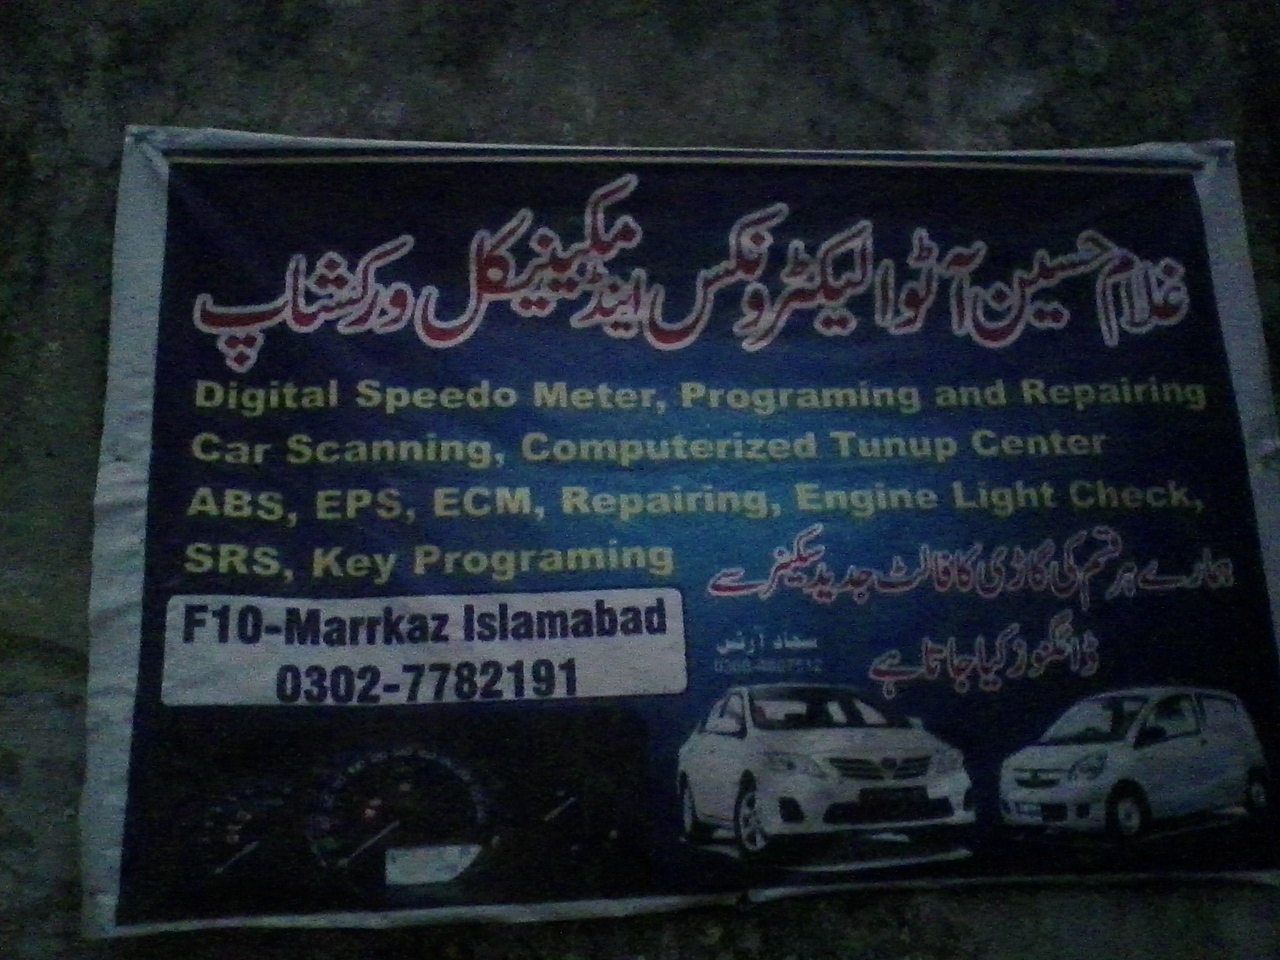 غلام حسین آٹو الیکٹرونکس اینڈ مکینیکل ورکشاپ
Digital Speedo Meter, Programing and Repairing
Car Scanning, Computerized Tunup Center
ABS, EPS, ECM, Repairing, Engine Light Check,
SRS, Key Programing
ہمارے ہر قسم کی گاڑی کا فالٹ جدید سکینر سے
ڈائگنوز کیا جاتا ہے
F10-Marrkaz Islamabad
0302-7782191
سجاد آرٹس